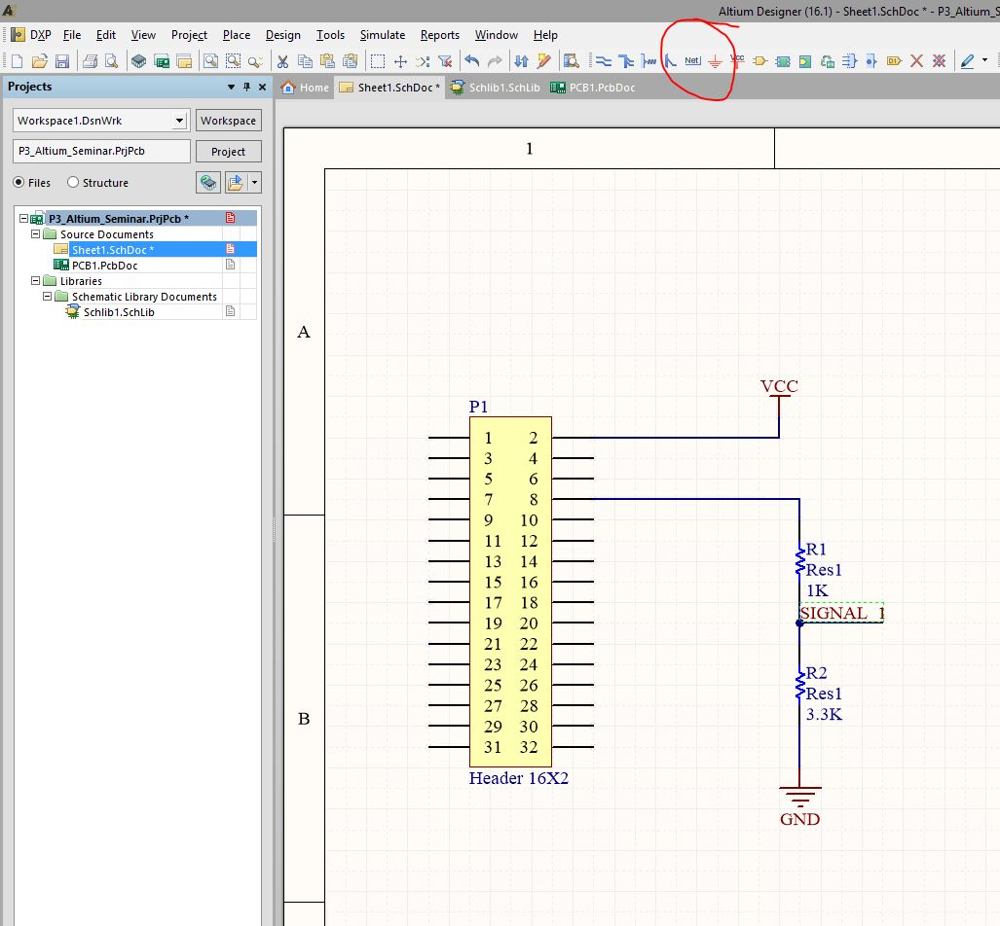 Altium Designer (16.1) - Sheet1.SchDoc * - P3_Altium_S
DXP File Edit View Project Place Design Tools Simulate Reports Window Help
Net
Vcc
D1
Projects
Home Sheet1.SchDoc * Schlib1.SchLib PCB1.PcbDoc
Workspace1.DsnWrk Workspace
P3_Altium_Seminar.PrjPcb Project
Files Structure
P3_Altium_Seminar.PrjPcb *
Source Documents
Sheet1.SchDoc *
PCB1.PcbDoc
Libraries
Schematic Library Documents
Schlib1.SchLib
1
A
B
VCC
P1
1 2
3 4
5 6
7 8
9 10
11 12
13 14
15 16
17 18
19 20
21 22
23 24
25 26
27 28
29 30
31 32
Header 16X2
R1
Res1
1K
SIGNAL_1
R2
Res1
3.3K
GND